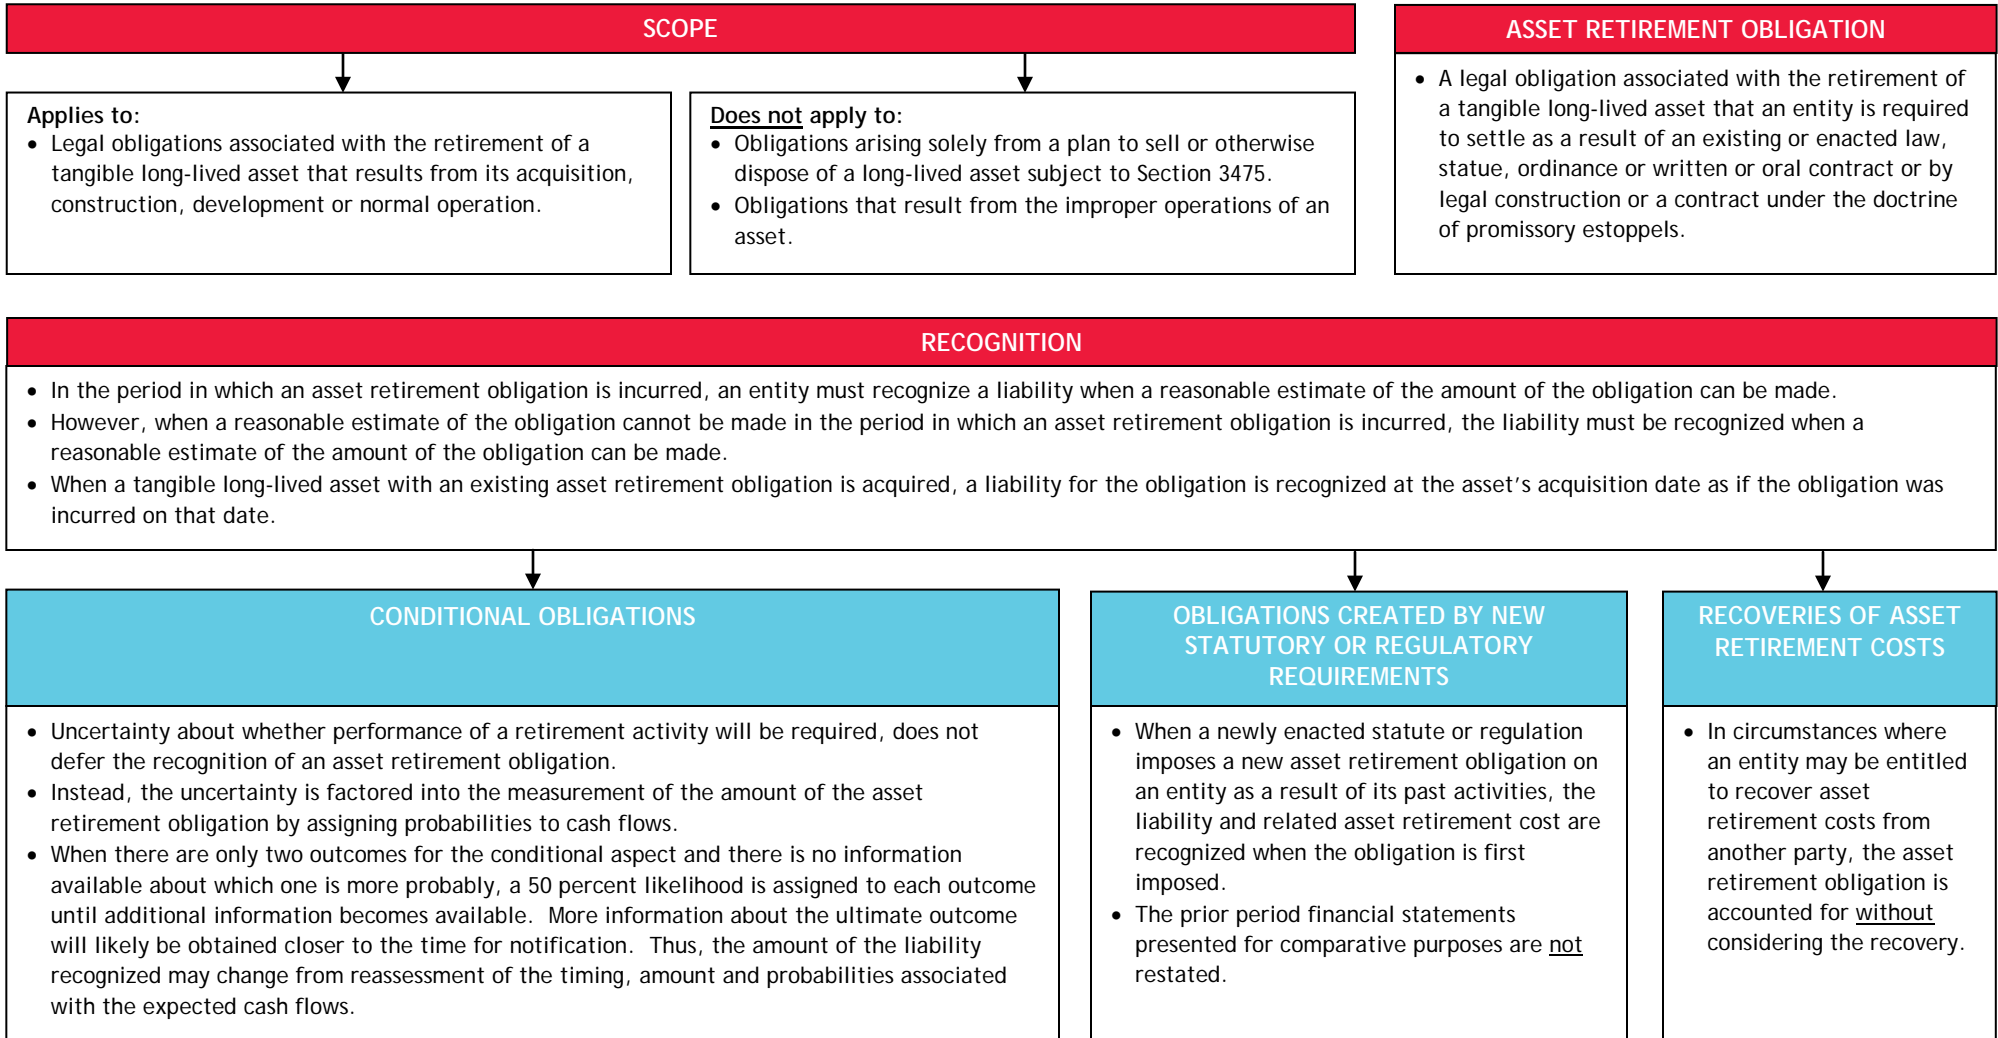 SCOPE
Applies to:
• Legal obligations associated with the retirement of a
tangible long-lived asset that results from its acquisition,
construction, development or normal operation.
Does not apply to:
• Obligations arising solely from a plan to sell or otherwise
dispose of a long-lived asset subject to Section 3475.
• Obligations that result from the improper operations of an
asset.
ASSET RETIREMENT OBLIGATION
• A legal obligation associated with the retirement of
a tangible long-lived asset that an entity is required
to settle as a result of an existing or enacted law,
statue, ordinance or written or oral contract or by
legal construction or a contract under the doctrine
of promissory estoppels.
RECOGNITION
• In the period in which an asset retirement obligation is incurred, an entity must recognize a liability when a reasonable estimate of the amount of the obligation can be made.
• However, when a reasonable estimate of the obligation cannot be made in the period in which an asset retirement obligation is incurred, the liability must be recognized when a
reasonable estimate of the amount of the obligation can be made.
• When a tangible long-lived asset with an existing asset retirement obligation is acquired, a liability for the obligation is recognized at the asset's acquisition date as if the obligation was
incurred on that date.
CONDITIONAL OBLIGATIONS
• Uncertainty about whether performance of a retirement activity will be required, does not
defer the recognition of an asset retirement obligation.
• Instead, the uncertainty is factored into the measurement of the amount of the asset
retirement obligation by assigning probabilities to cash flows.
• When there are only two outcomes for the conditional aspect and there is no information
available about which one is more probably, a 50 percent likelihood is assigned to each outcome
until additional information becomes available.  More information about the ultimate outcome
will likely be obtained closer to the time for notification.  Thus, the amount of the liability
recognized may change from reassessment of the timing, amount and probabilities associated
with the expected cash flows.
OBLIGATIONS CREATED BY NEW
STATUTORY OR REGULATORY
REQUIREMENTS
• When a newly enacted statute or regulation
imposes a new asset retirement obligation on
an entity as a result of its past activities, the
liability and related asset retirement cost are
recognized when the obligation is first
imposed.
• The prior period financial statements
presented for comparative purposes are not
restated.
RECOVERIES OF ASSET
RETIREMENT COSTS
• In circumstances where
an entity may be entitled
to recover asset
retirement costs from
another party, the asset
retirement obligation is
accounted for without
considering the recovery.